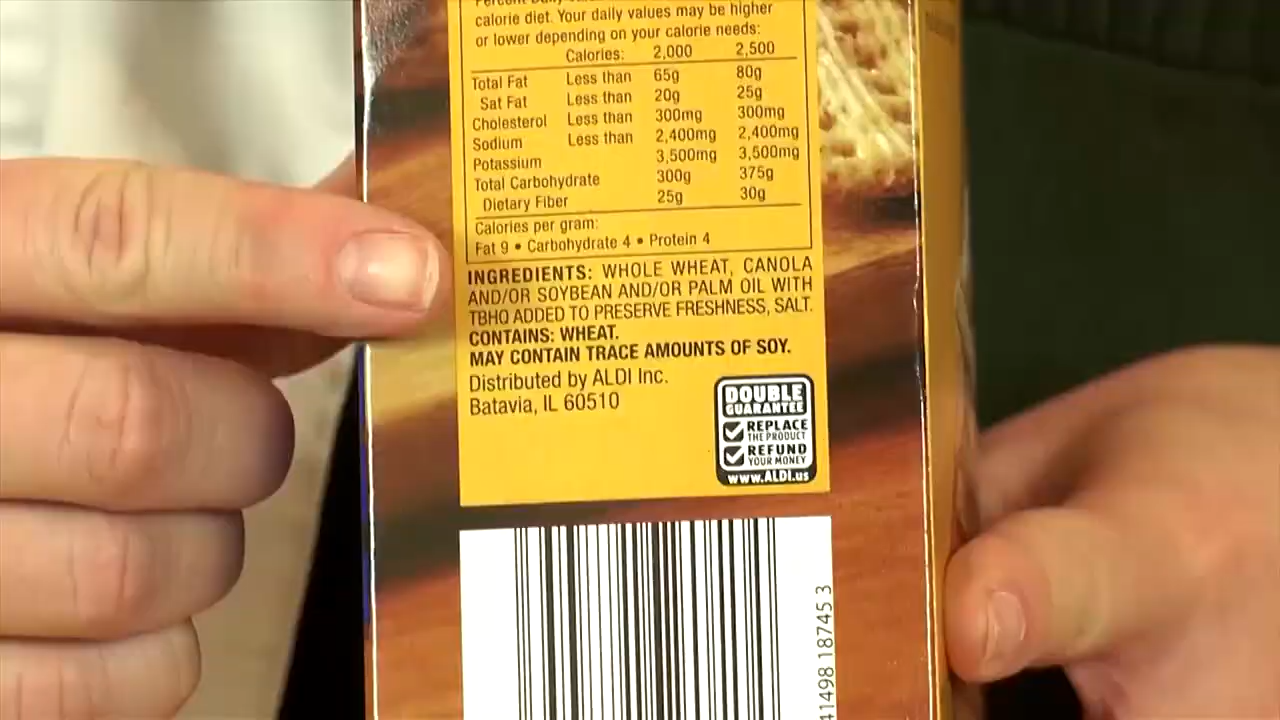 calorie diet. Your daily values may be higher
or lower depending on your calorie needs:
Calories: 2,000 2,500
Total Fat Less than 65g 80g
Sat Fat Less than 20g 25g
Cholesterol Less than 300mg 300mg
Sodium Less than 2,400mg 2,400mg
Potassium 3,500mg 3,500mg
Total Carbohydrate 300g 375g
Dietary Fiber 25g 30g
Calories per gram:
Fat 9 • Carbohydrate 4 • Protein 4
INGREDIENTS: WHOLE WHEAT, CANOLA
AND/OR SOYBEAN AND/OR PALM OIL WITH
TBHQ ADDED TO PRESERVE FRESHNESS, SALT.
CONTAINS: WHEAT.
MAY CONTAIN TRACE AMOUNTS OF SOY.
Distributed by ALDI Inc.
Batavia, IL 60510
DOUBLE
GUARANTEE
REPLACE
THE PRODUCT
REFUND
YOUR MONEY
www.ALDI.us
41498 18745 3